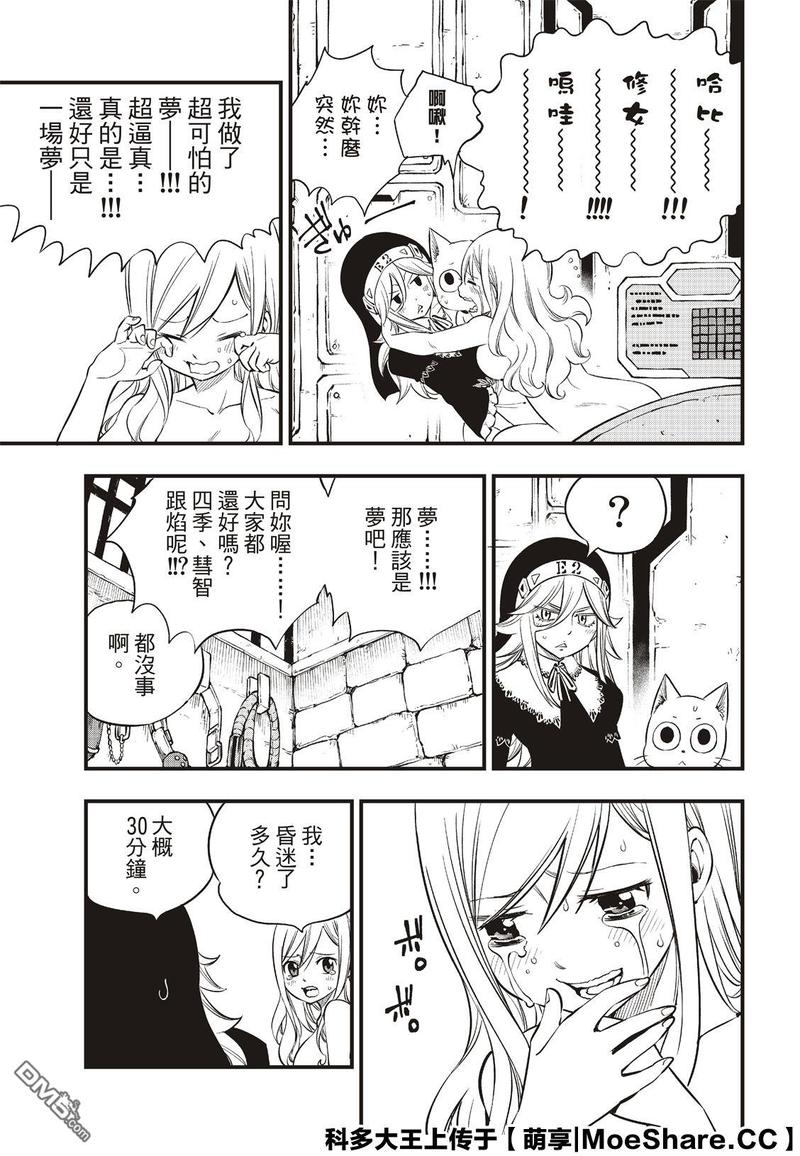 哈比～～～！！！
修女～～～！！！！
嗚哇～～～！
啊啾！
妳…
妳幹麼
突然…
E2
我做了
超可怕的
夢──!!!
超逼真…
真的是…!!!
還好只是
一場夢──
？
E2
夢……!!!
那應該是
夢吧！
問妳喔……！
大家都
還好嗎？
四季、彗智
跟焰呢!!?
都沒事
啊。
我…
昏迷了
多久？
大概
30分鐘。
DM5
科多大王上传于【萌享|MoeShare.CC】